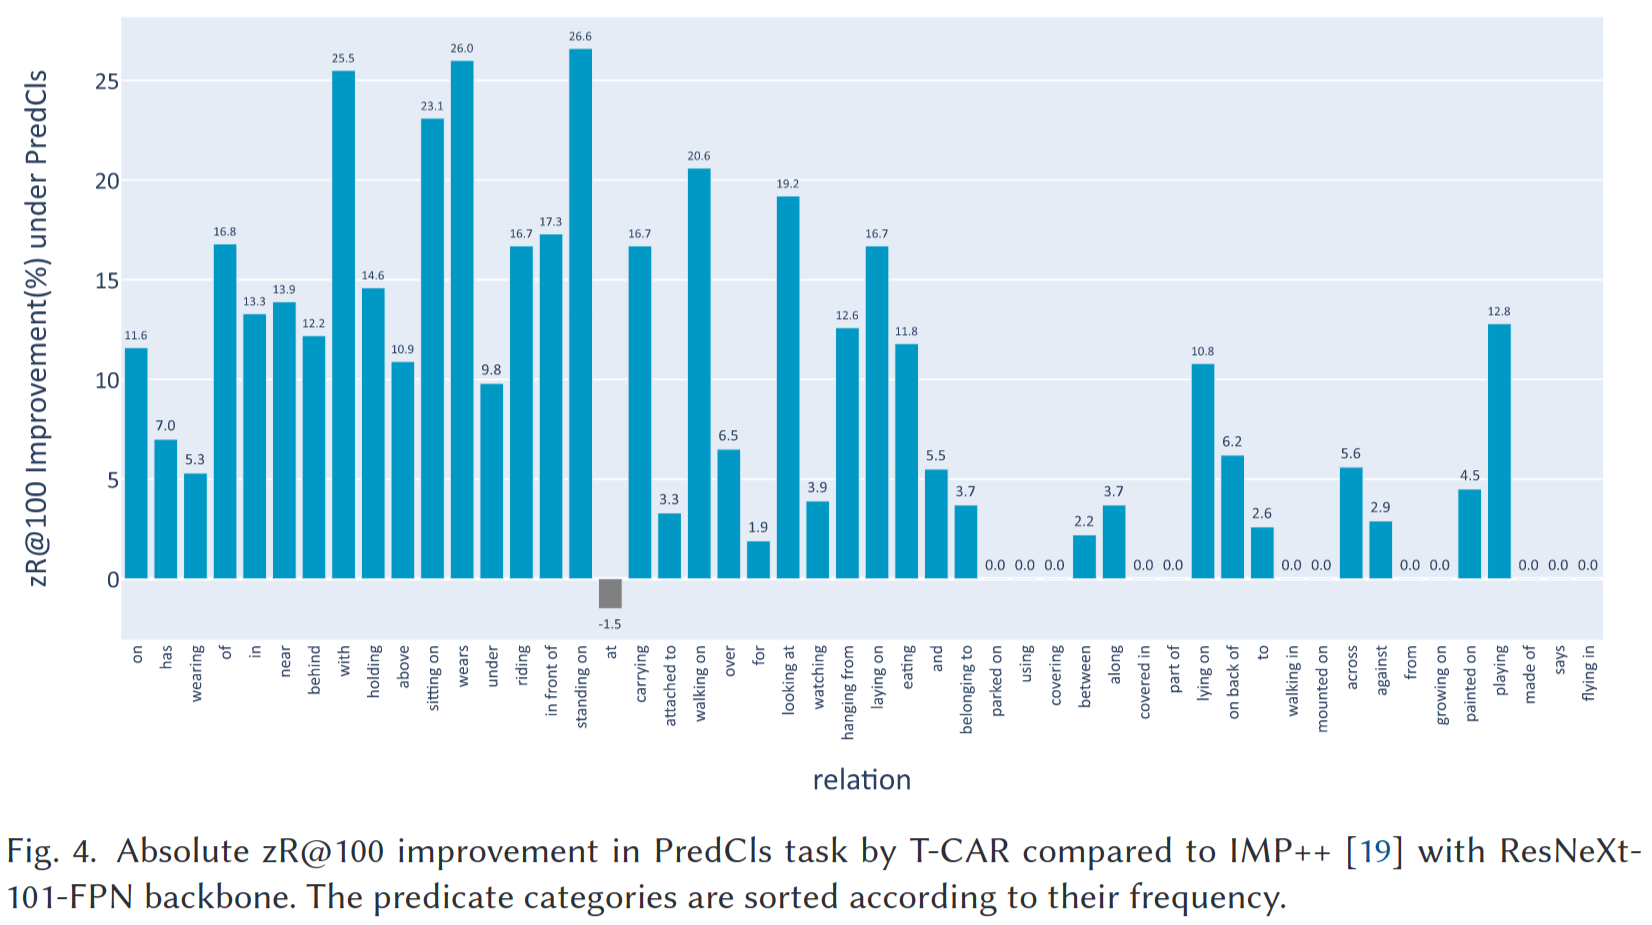 zR@100 Improvement(%) under PredCls
25
20
15
10
5
0
11.6
7.0
5.3
16.8
13.3
13.9
12.2
25.5
14.6
10.9
23.1
26.0
9.8
16.7
17.3
26.6
-1.5
16.7
3.3
20.6
6.5
1.9
19.2
3.9
12.6
16.7
11.8
5.5
3.7
0.0
0.0
0.0
2.2
3.7
0.0
0.0
10.8
6.2
2.6
0.0
0.0
5.6
2.9
0.0
0.0
4.5
12.8
0.0
0.0
0.0
on
has
wearing
of
in
near
behind
with
holding
above
sitting on
wears
under
riding
in front of
standing on
at
carrying
attached to
walking on
over
for
looking at
watching
hanging from
laying on
eating
and
belonging to
parked on
using
covering
between
along
covered in
part of
lying on
on back of
to
walking in
mounted on
across
against
from
growing on
painted on
playing
made of
says
flying in
relation
Fig. 4. Absolute zR@100 improvement in PredCls task by T-CAR compared to IMP++ [19] with ResNeXt-
101-FPN backbone. The predicate categories are sorted according to their frequency.